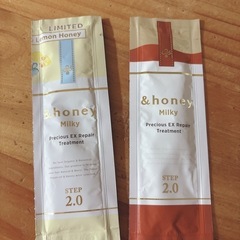 LIMITED
Lemon Honey
&honey
Milky
Precious EX Repair
Treatment
STEP
2.0
&honey
Milky
Precious EX Repair
Treatment
STEP
2.0